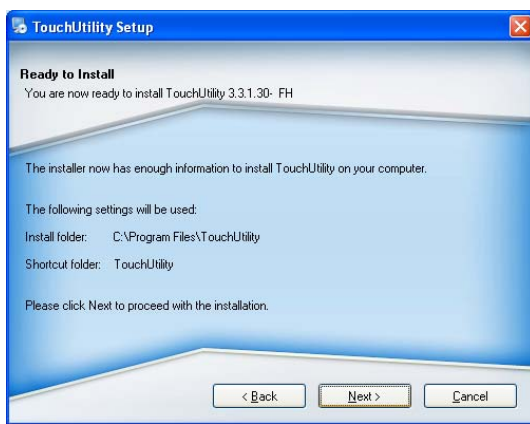 TouchUtility Setup
Ready to Install
You are now ready to install TouchUtility 3.3.1.30- FH
The installer now has enough information to install TouchUtility on your computer.
The following settings will be used:
Install folder: C:\Program Files\TouchUtility
Shortcut folder: TouchUtility
Please click Next to proceed with the installation.
< Back Next > Cancel